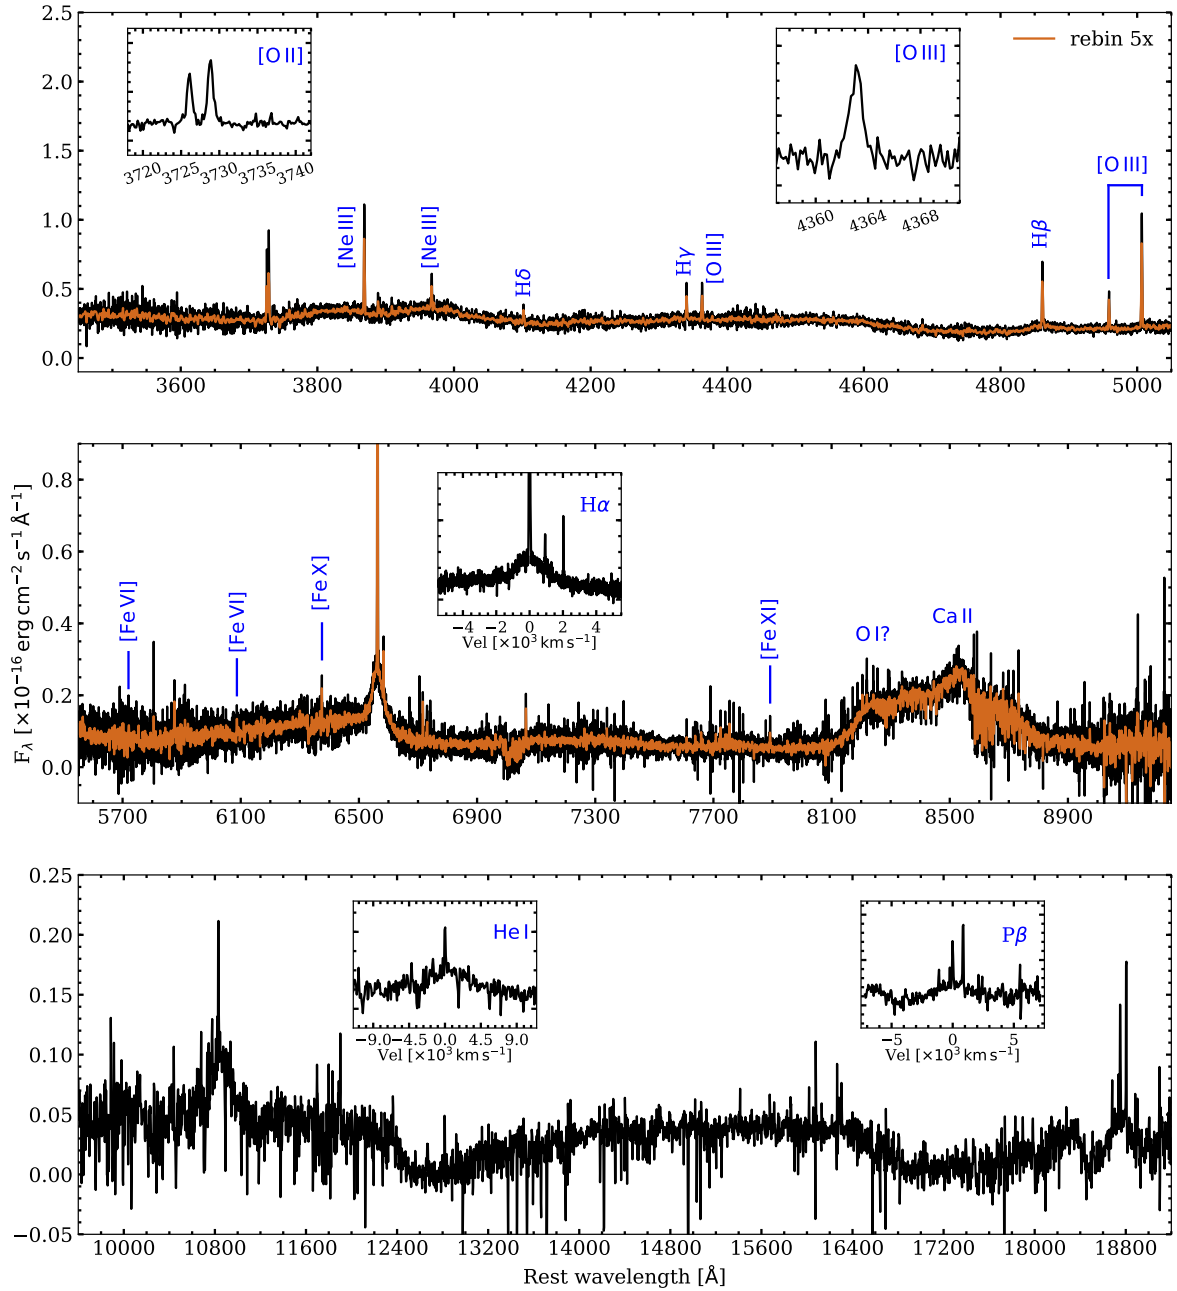 2.5
2.0
1.5
1.0
0.5
0.0
[O II]
3720 3725 3730 3735 3740
[O III]
4360 4364 4368
rebin 5x
[Ne III]
[Ne III]
Hδ
Hγ
[O III]
Hβ
[O III]
3600 3800 4000 4200 4400 4600 4800 5000
F_λ [×10⁻¹⁶ erg cm⁻² s⁻¹ Å⁻¹]
0.8
0.6
0.4
0.2
0.0
[Fe VI]
[Fe VI]
[Fe X]
Hα
−4 −2 0 2 4
Vel [×10³ km s⁻¹]
[Fe XI]
O I?
Ca II
5700 6100 6500 6900 7300 7700 8100 8500 8900
0.25
0.20
0.15
0.10
0.05
0.00
−0.05
He I
−9.0 −4.5 0.0 4.5 9.0
Vel [×10³ km s⁻¹]
Pβ
−5 0 5
Vel [×10³ km s⁻¹]
10000 10800 11600 12400 13200 14000 14800 15600 16400 17200 18000 18800
Rest wavelength [Å]